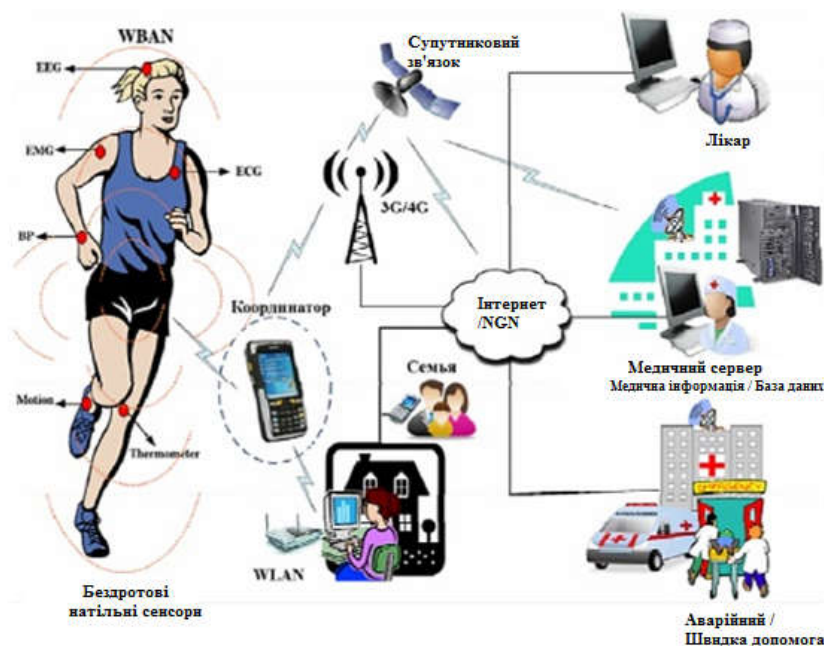 WBAN
EEG
EMG
ECG
BP
Motion
Thermometer
Бездротові
натільні сенсори
Координатор
WLAN
3G/4G
Супутниковий
зв'язок
Семья
Інтернет
/NGN
Лікар
Медичний сервер
Медична інформація / База даних
EMERGENCY
Аварійний /
Швидка допомога